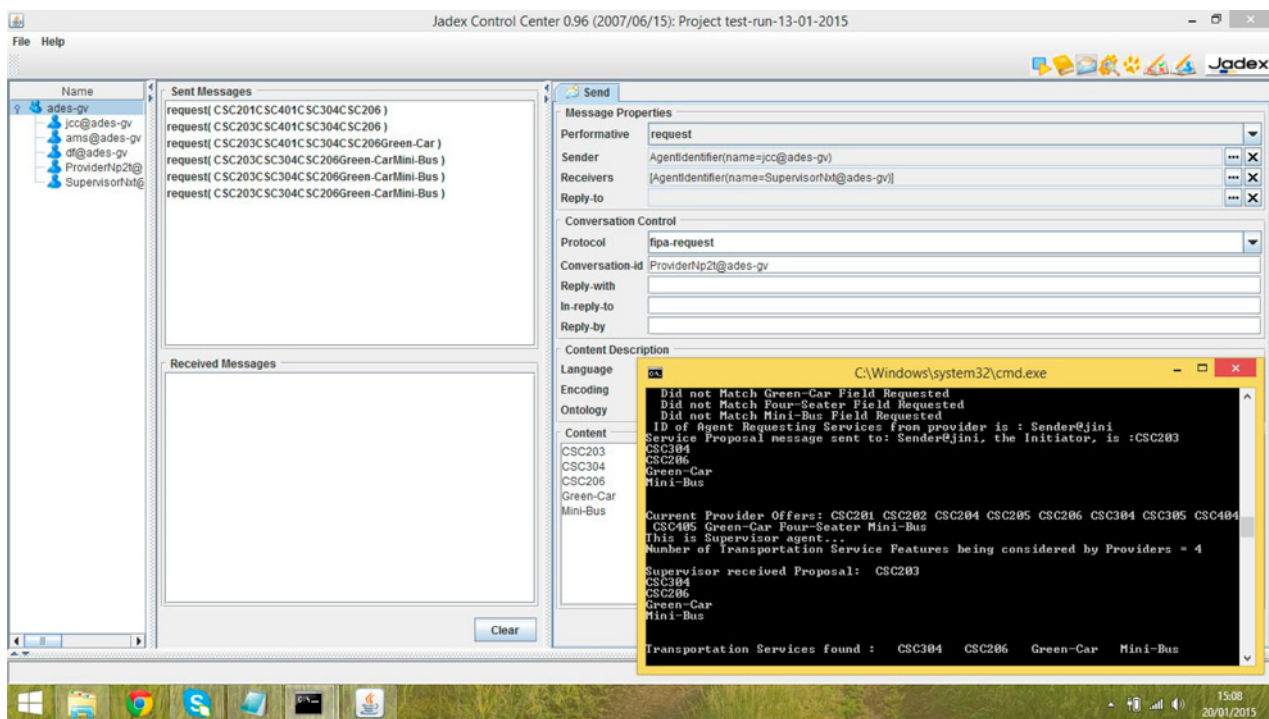 Jadex Control Center 0.96 (2007/06/15): Project test-run-13-01-2015
File Help
Jadex
Name
ades-gv
jcc@ades-gv
ams@ades-gv
df@ades-gv
ProviderNp2t@
SupervisorNxt@
Sent Messages
request( CSC201CSC401CSC304CSC206 )
request( CSC203CSC401CSC304CSC206 )
request( CSC203CSC401CSC304CSC206Green-Car )
request( CSC203CSC304CSC206Green-CarMini-Bus )
request( CSC203CSC304CSC206Green-CarMini-Bus )
request( CSC203CSC304CSC206Green-CarMini-Bus )
Received Messages
Clear
Send
Message Properties
Performative request
Sender AgentIdentifier(name=jcc@ades-gv)
Receivers [AgentIdentifier(name=SupervisorNxt@ades-gv)]
Reply-to
Conversation Control
Protocol fipa-request
Conversation-id ProviderNp2t@ades-gv
Reply-with
In-reply-to
Reply-by
Content Description
Language
Encoding
Ontology
Content
CSC203
CSC304
CSC206
Green-Car
Mini-Bus
C:\Windows\system32\cmd.exe
Did not Match Green-Car Field Requested
Did not Match Four-Seater Field Requested
Did not Match Mini-Bus Field Requested
ID of Agent Requesting Services from provider is : Sender@jini
Service Proposal message sent to: Sender@jini, the Initiator, is :CSC203
CSC304
CSC206
Green-Car
Mini-Bus
Current Provider Offers: CSC201 CSC202 CSC204 CSC205 CSC206 CSC304 CSC305 CSC404
CSC405 Green-Car Four-Seater Mini-Bus
This is Supervisor agent...
Number of Transportation Service Features being considered by Providers = 4
Supervisor received Proposal: CSC203
CSC304
CSC206
Green-Car
Mini-Bus
Transportation Services found : CSC304 CSC206 Green-Car Mini-Bus
15:08
20/01/2015